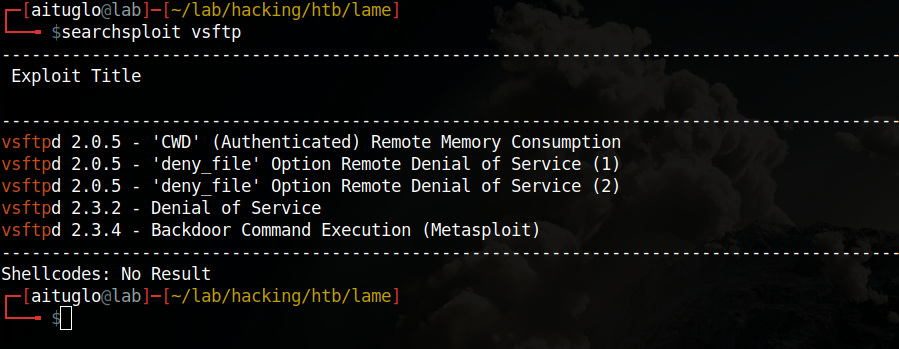 ┌─[aituglo@lab]─[~/lab/hacking/htb/lame]
└──╼ $searchsploit vsftp
------------------------------------------------------------------------------------------
 Exploit Title
------------------------------------------------------------------------------------------
vsftpd 2.0.5 - 'CWD' (Authenticated) Remote Memory Consumption
vsftpd 2.0.5 - 'deny_file' Option Remote Denial of Service (1)
vsftpd 2.0.5 - 'deny_file' Option Remote Denial of Service (2)
vsftpd 2.3.2 - Denial of Service
vsftpd 2.3.4 - Backdoor Command Execution (Metasploit)
------------------------------------------------------------------------------------------
Shellcodes: No Result
┌─[aituglo@lab]─[~/lab/hacking/htb/lame]
└──╼ $